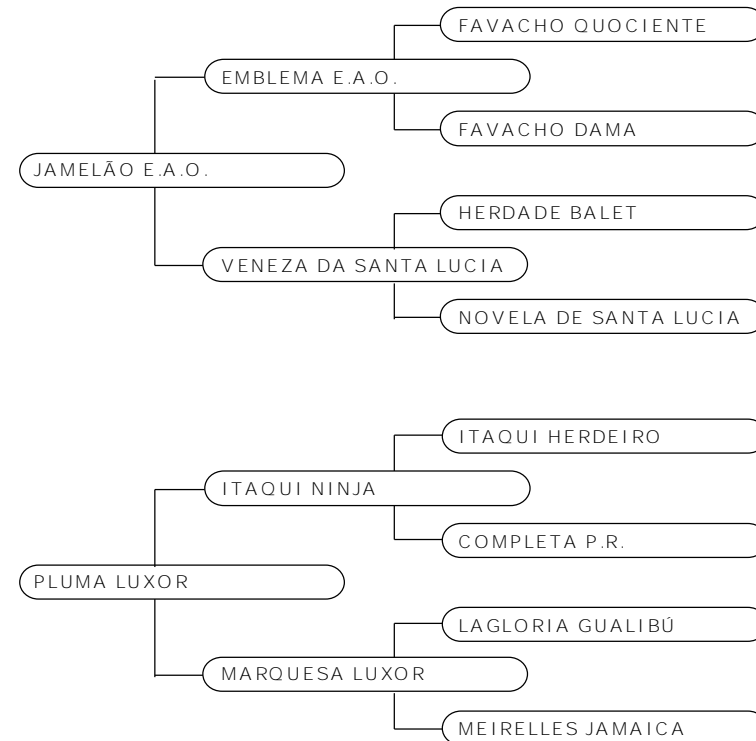 FAVACHO QUOCIENTE
EMBLEMA E.A.O.
FAVACHO DAMA
JAMELÃO E.A.O.
HERDADE BALET
VENEZA DA SANTA LUCIA
NOVELA DE SANTA LUCIA
ITAQUI HERDEIRO
ITAQUI NINJA
COMPLETA P.R.
PLUMA LUXOR
LAGLORIA GUALIBÚ
MARQUESA LUXOR
MEIRELLES JAMAICA